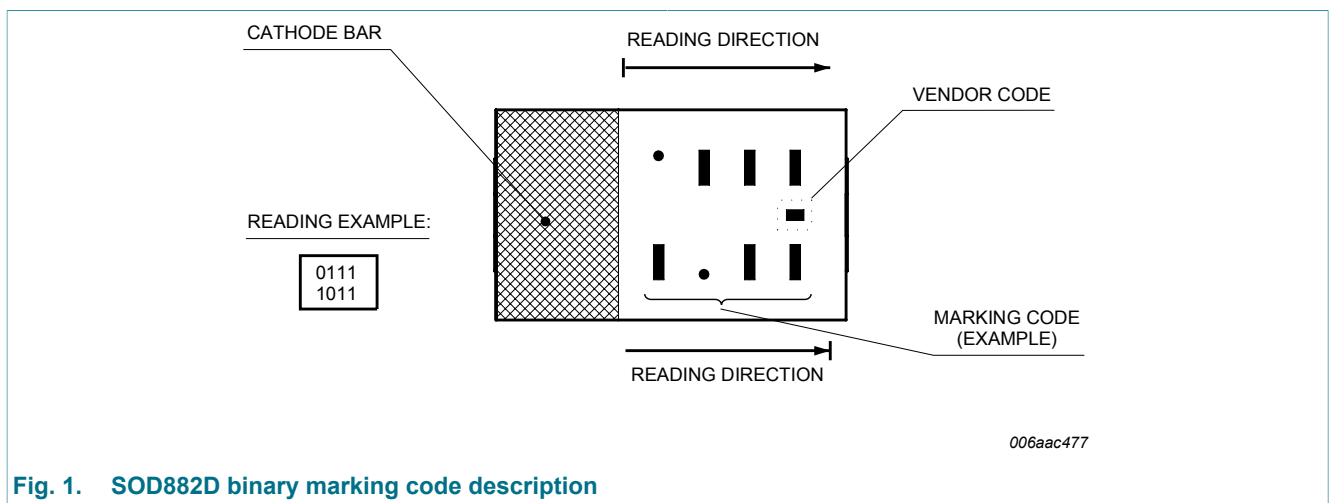 CATHODE BAR
READING DIRECTION
VENDOR CODE
READING EXAMPLE:
0111
1011
MARKING CODE
(EXAMPLE)
READING DIRECTION
006aac477
Fig. 1. SOD882D binary marking code description